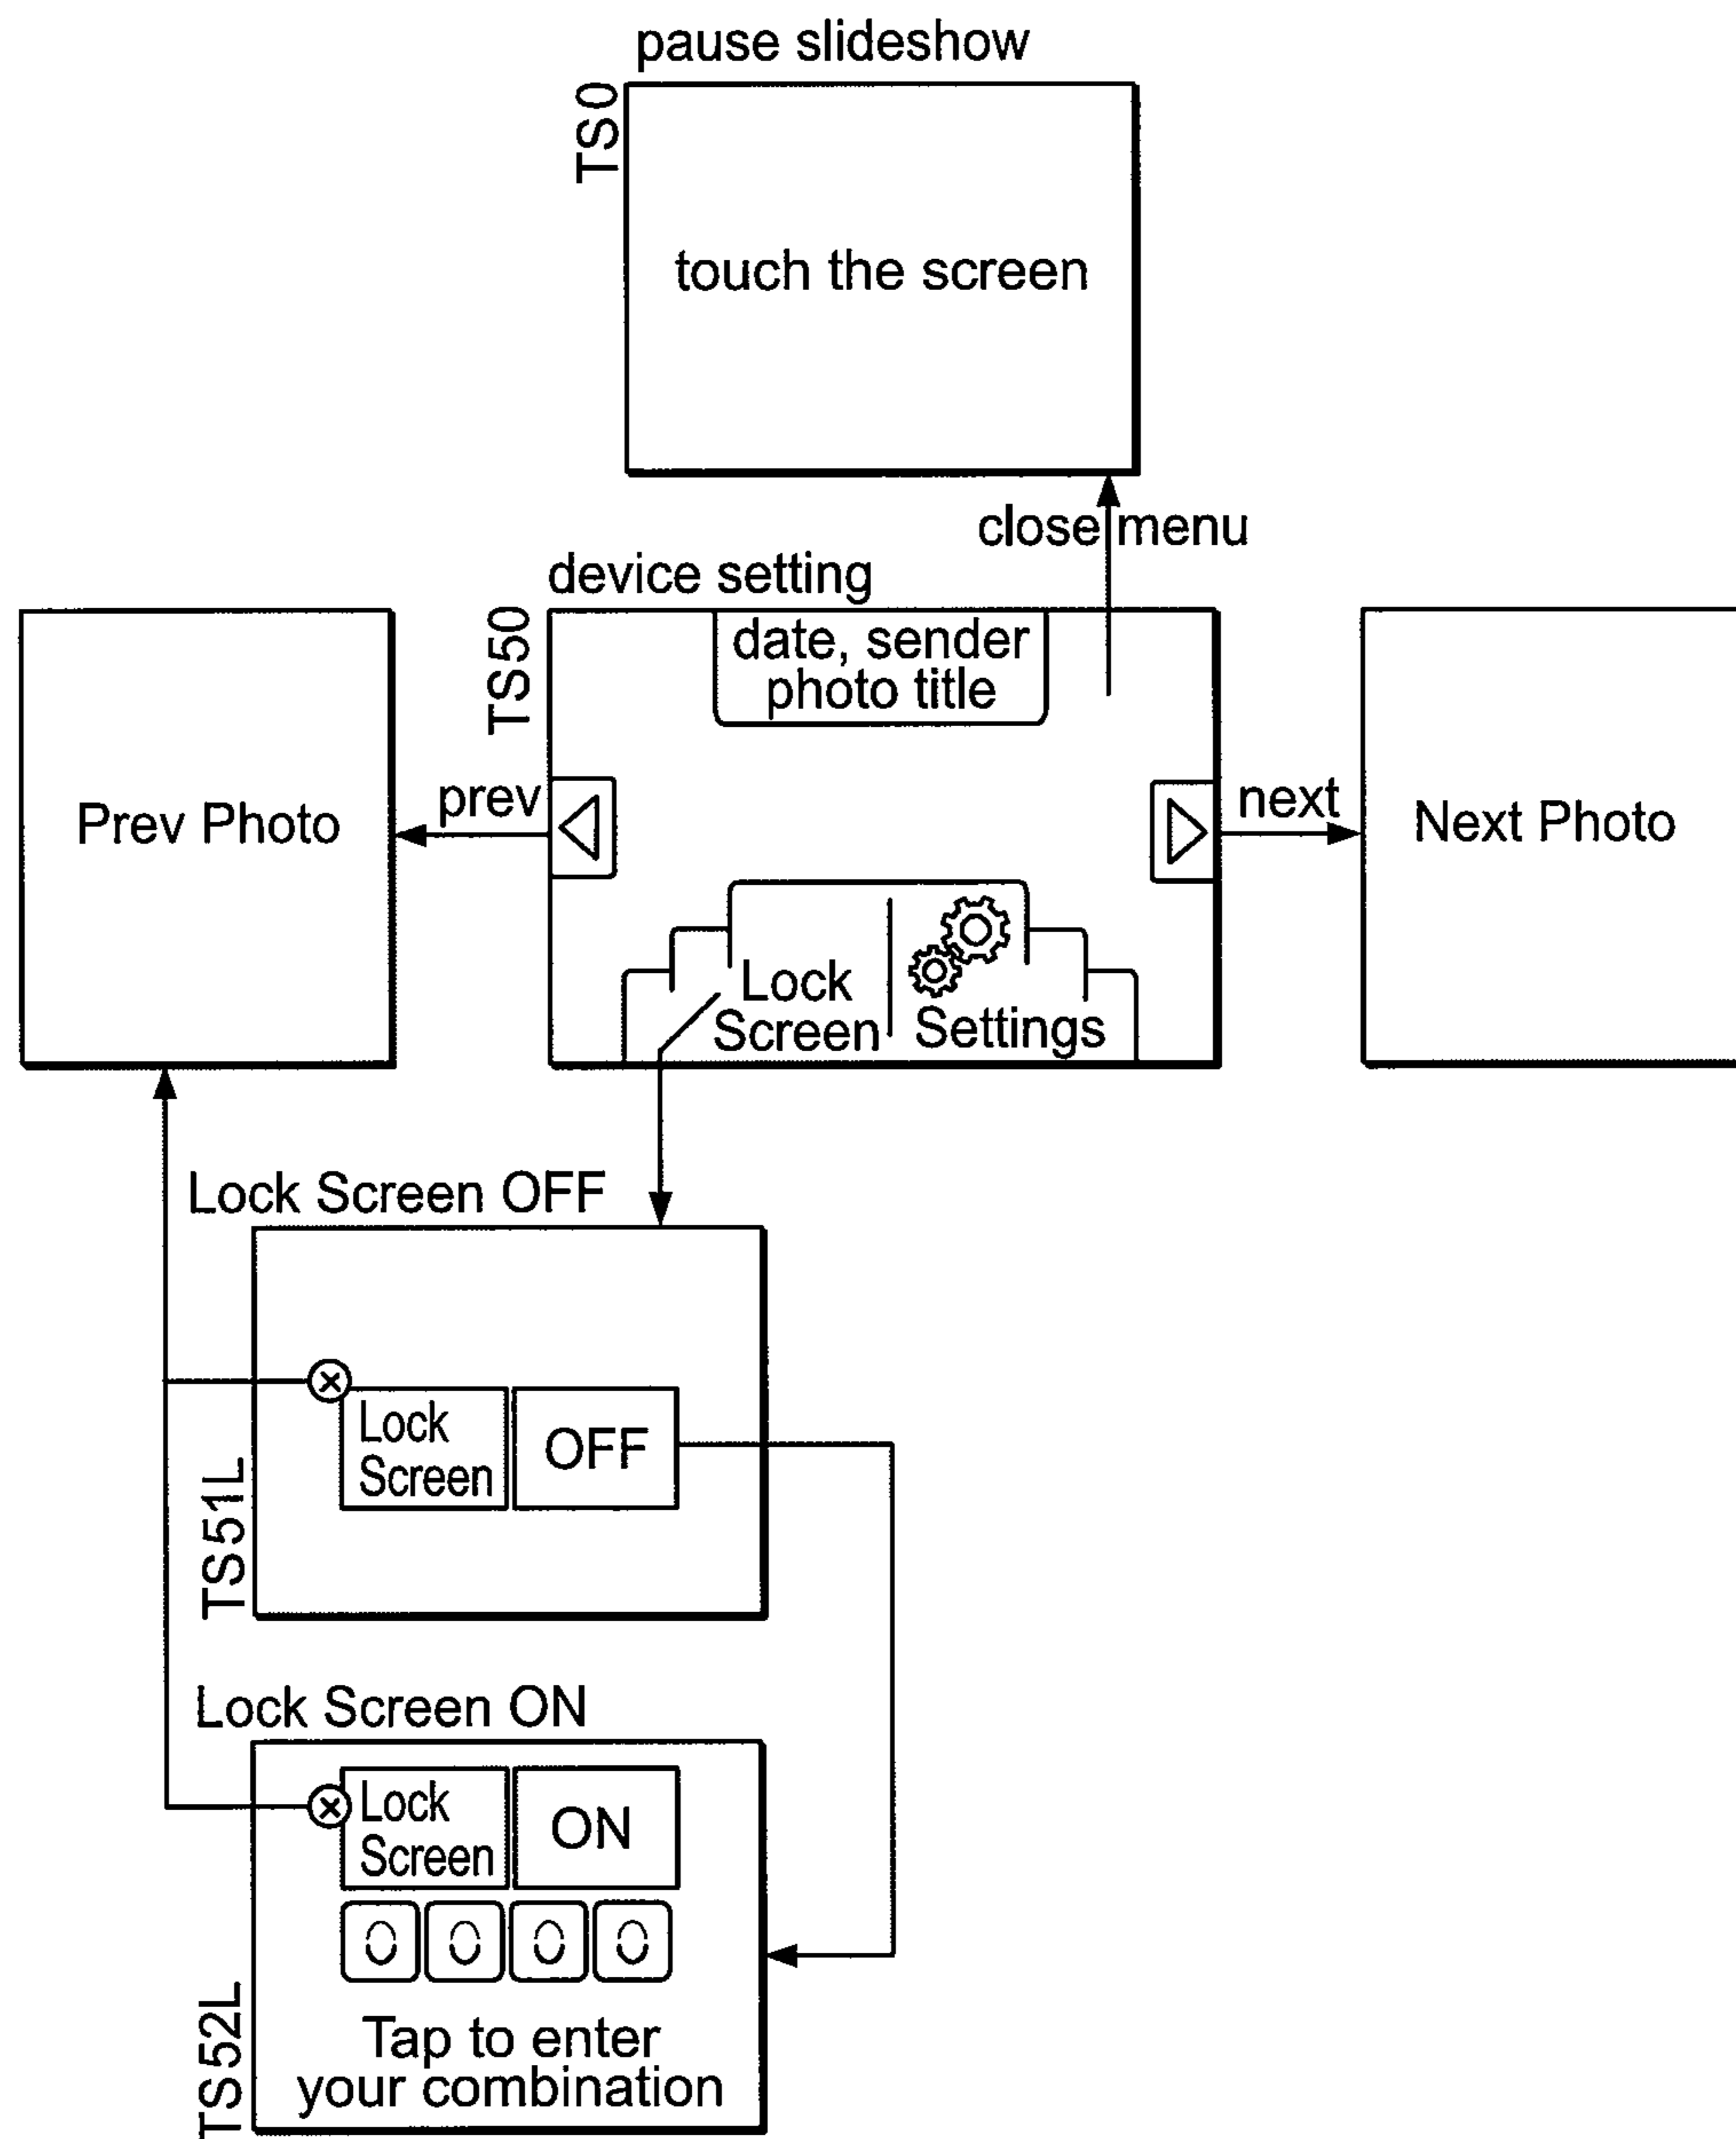 pause slideshow
TS0
touch the screen
close menu
device setting
TS50
date, sender
photo title
Prev Photo
prev
next
Next Photo
Lock
Screen
Settings
Lock Screen OFF
TS51L
Lock
Screen
OFF
Lock Screen ON
TS52L
Lock
Screen
ON
0 0 0 0
Tap to enter
your combination